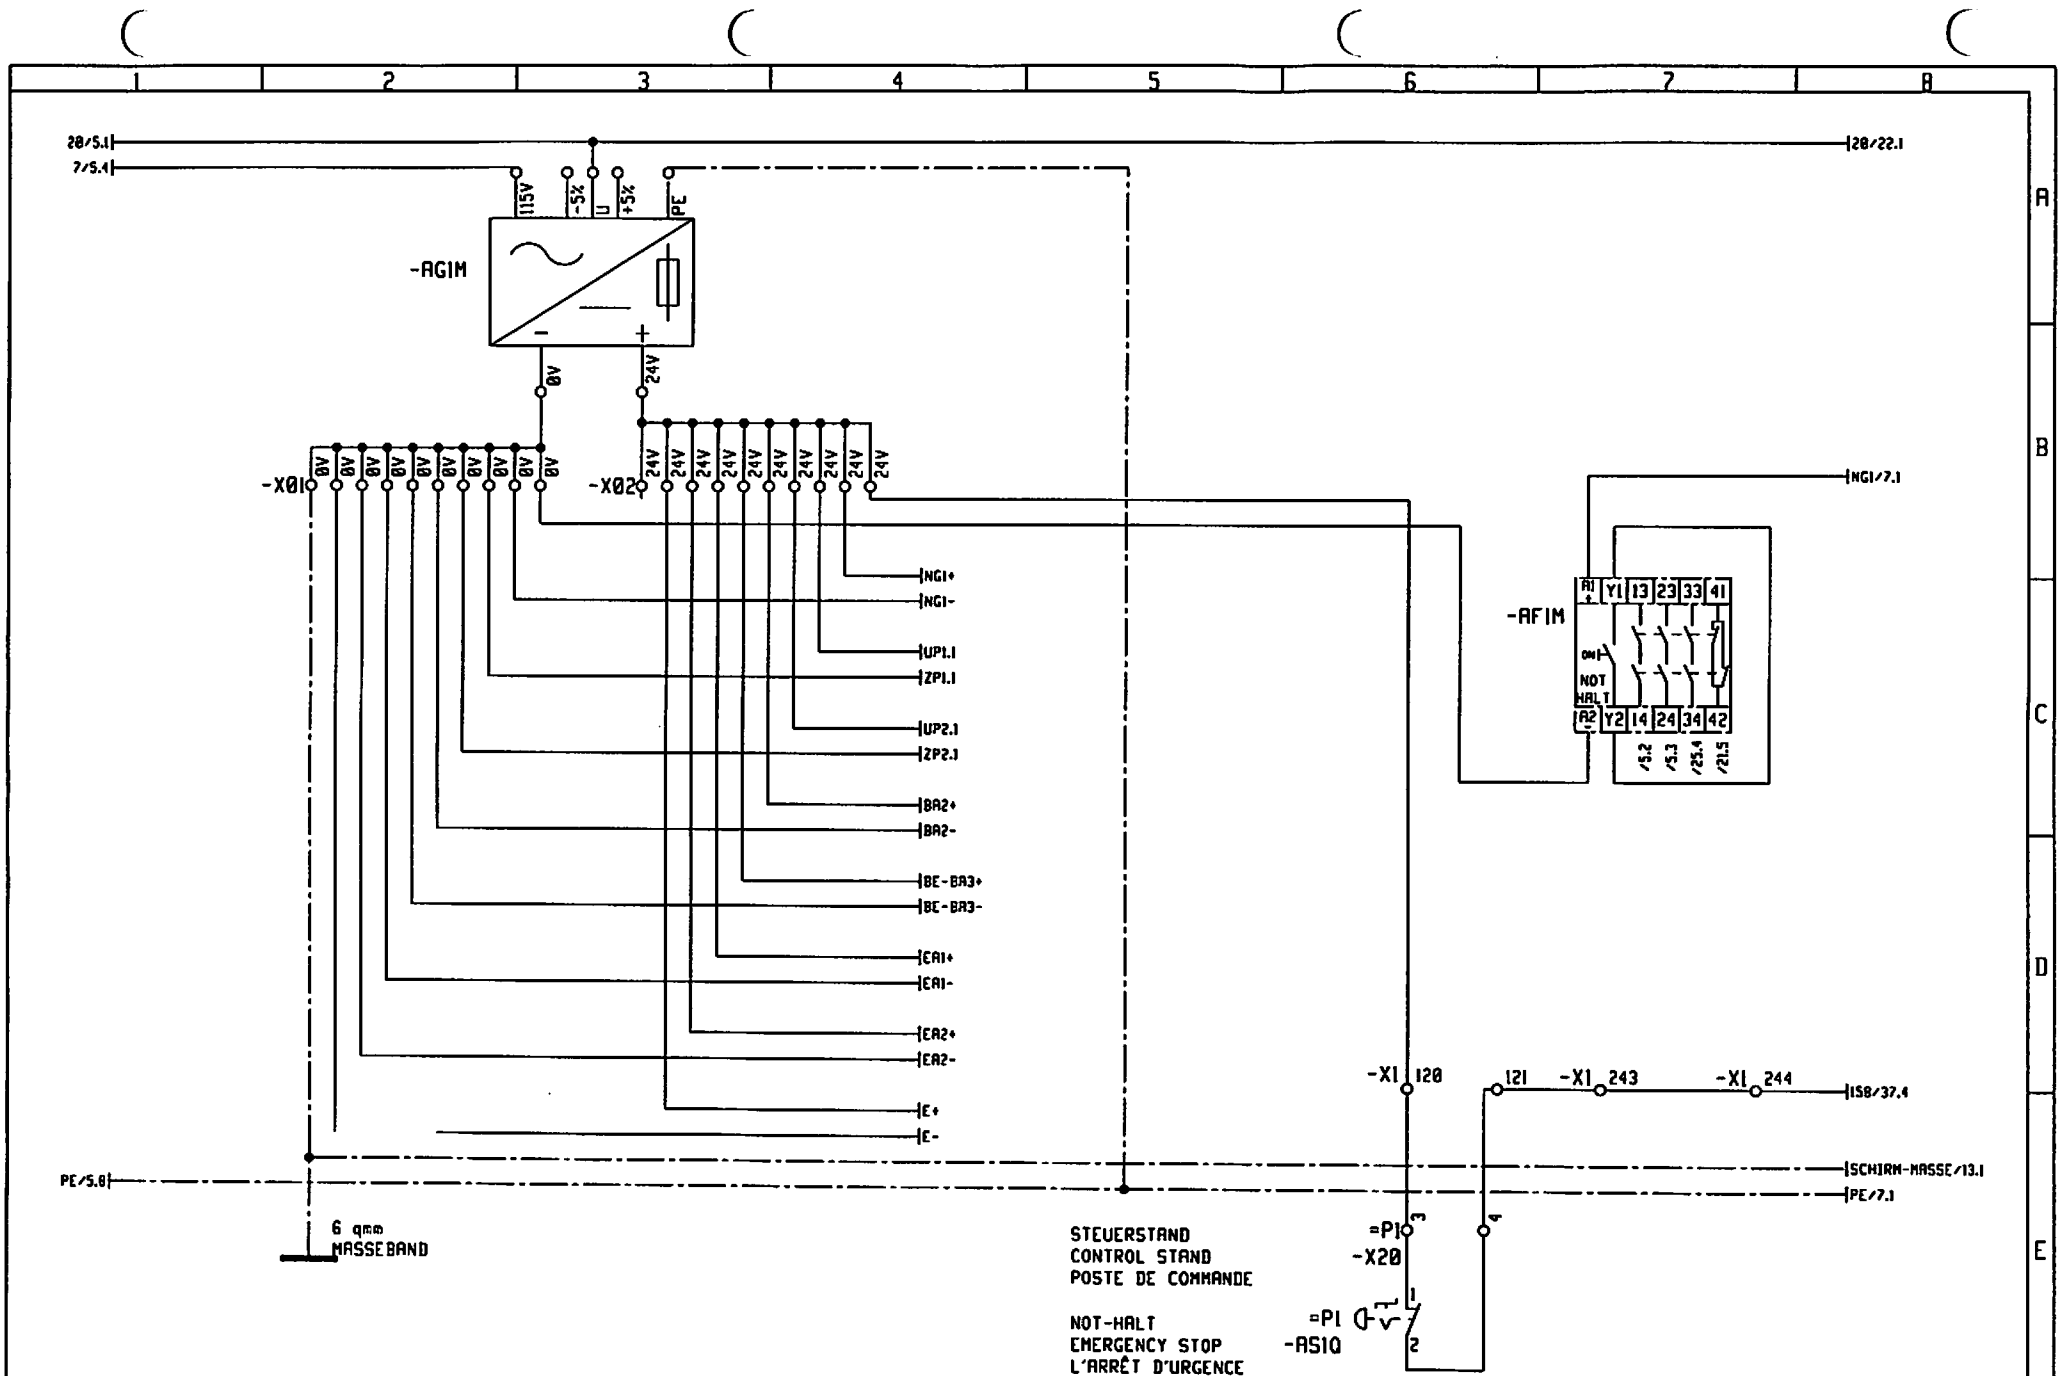 1 2 3 4 5 6 7 8
20/5.1
20/22.1
7/5.4
115V -5% U +5% PE
A
-AG1M
- +
0V 24V
B
0V 0V 0V 0V 0V 0V 0V 0V 0V 0V
24V 24V 24V 24V 24V 24V 24V 24V 24V 24V
-X01
-X02
NG1/7.1
NG1+
NG1-
A1 Y1 13 23 33 41
+
-AF1M
UP1.1
ON
ZP1.1
NOT
HALT
A2 Y2 14 24 34 42
-
C
UP2.1
ZP2.1
/5.2 /5.3 /25.4 /21.5
BA2+
BA2-
BE-BA3+
BE-BA3-
EA1+
D
EA1-
EA2+
EA2-
-X1 120 121 -X1 243 -X1 244
158/37.4
E+
E-
SCHIRM-MASSE/13.1
PE/5.8
PE/7.1
6 qmm
MASSEBAND
STEUERSTAND
CONTROL STAND
POSTE DE COMMANDE
=P1 3 4
-X20
E
NOT-HALT
EMERGENCY STOP
L'ARRÊT D'URGENCE
=P1
-AS1Q
1
2